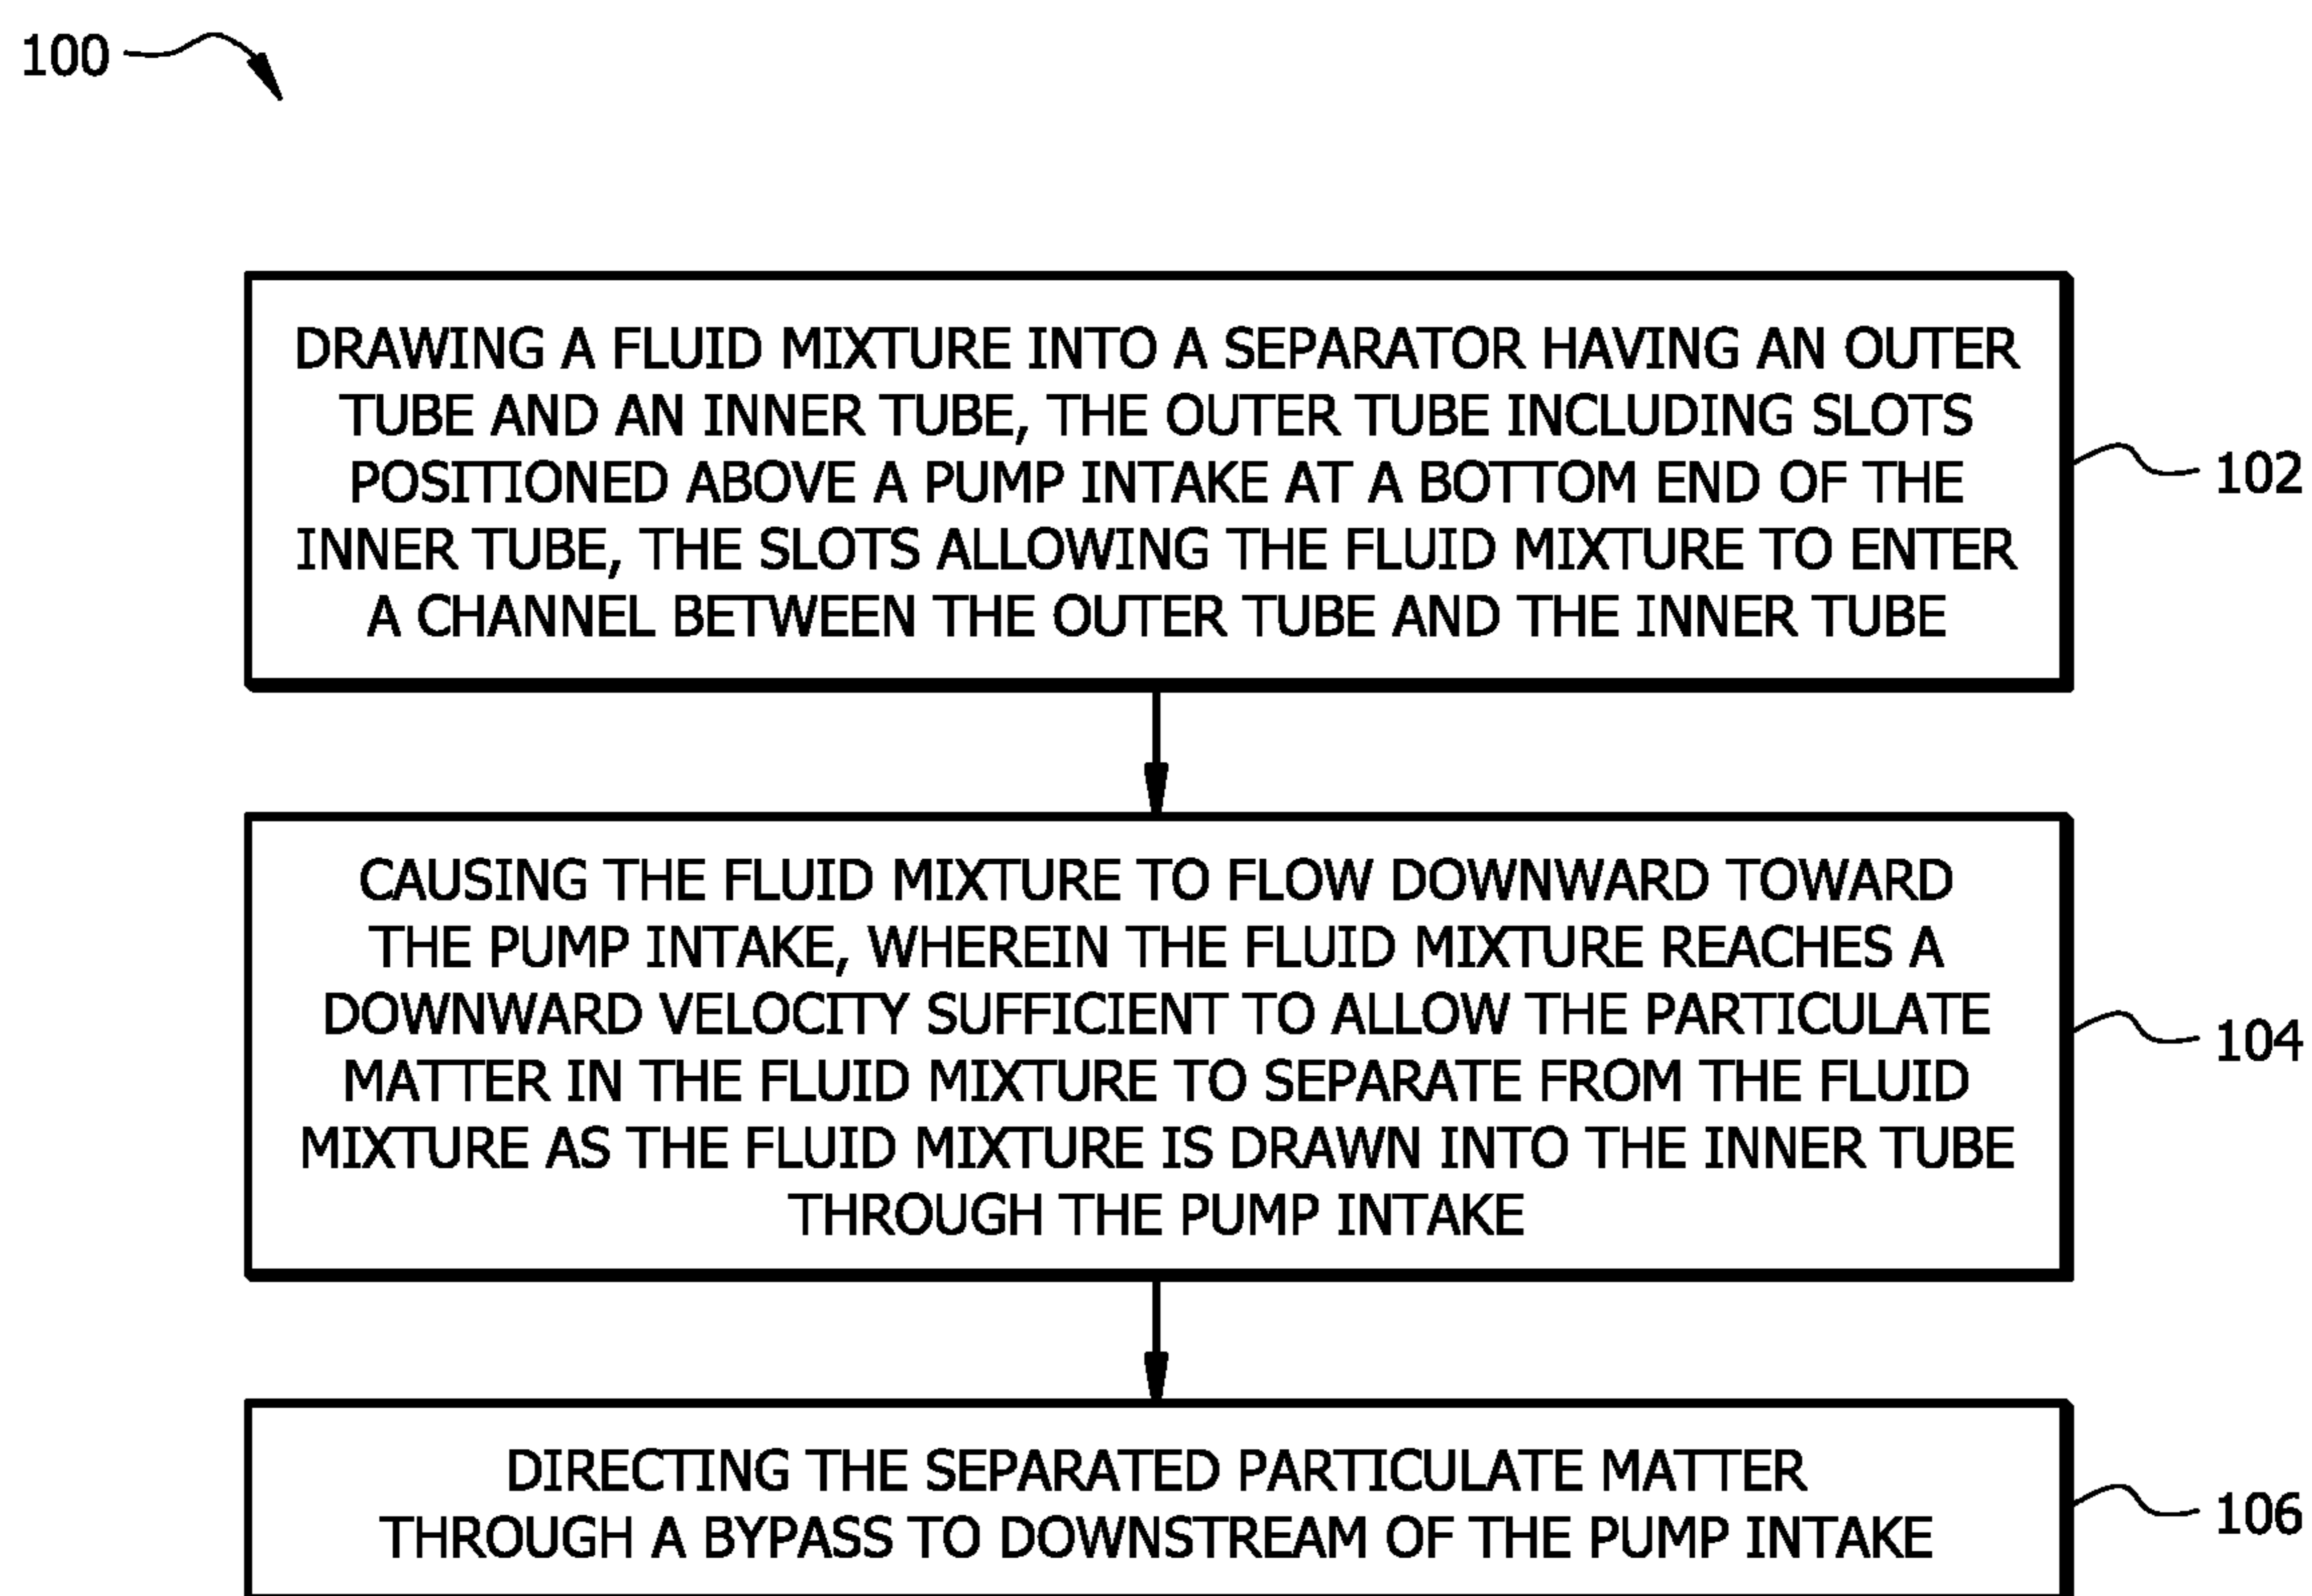 100
DRAWING A FLUID MIXTURE INTO A SEPARATOR HAVING AN OUTER
TUBE AND AN INNER TUBE, THE OUTER TUBE INCLUDING SLOTS
POSITIONED ABOVE A PUMP INTAKE AT A BOTTOM END OF THE
INNER TUBE, THE SLOTS ALLOWING THE FLUID MIXTURE TO ENTER
A CHANNEL BETWEEN THE OUTER TUBE AND THE INNER TUBE
102
CAUSING THE FLUID MIXTURE TO FLOW DOWNWARD TOWARD
THE PUMP INTAKE, WHEREIN THE FLUID MIXTURE REACHES A
DOWNWARD VELOCITY SUFFICIENT TO ALLOW THE PARTICULATE
MATTER IN THE FLUID MIXTURE TO SEPARATE FROM THE FLUID
MIXTURE AS THE FLUID MIXTURE IS DRAWN INTO THE INNER TUBE
THROUGH THE PUMP INTAKE
104
DIRECTING THE SEPARATED PARTICULATE MATTER
THROUGH A BYPASS TO DOWNSTREAM OF THE PUMP INTAKE
106